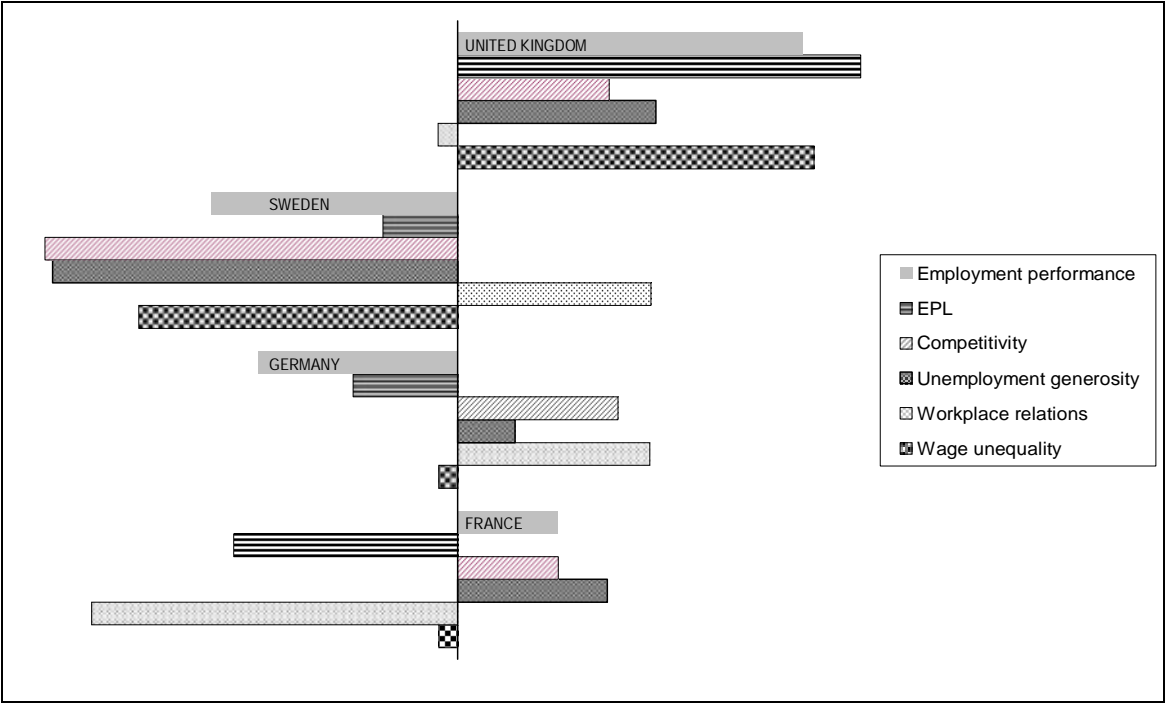 UNITED KINGDOM
SWEDEN
GERMANY
FRANCE
Employment performance
EPL
Competitivity
Unemployment generosity
Workplace relations
Wage unequality